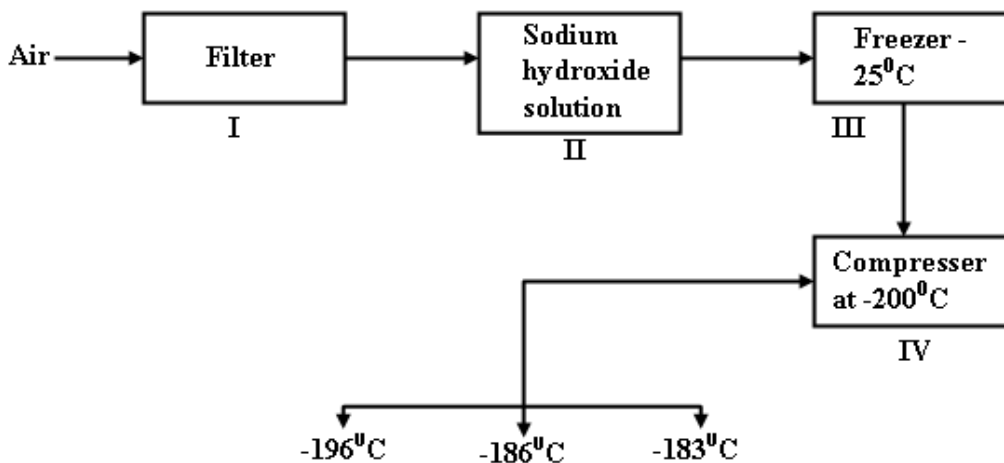 Air
Filter
I
Sodium
hydroxide
solution
II
Freezer -
25⁰C
III
Compresser
at -200⁰C
IV
-196⁰C
-186⁰C
-183⁰C